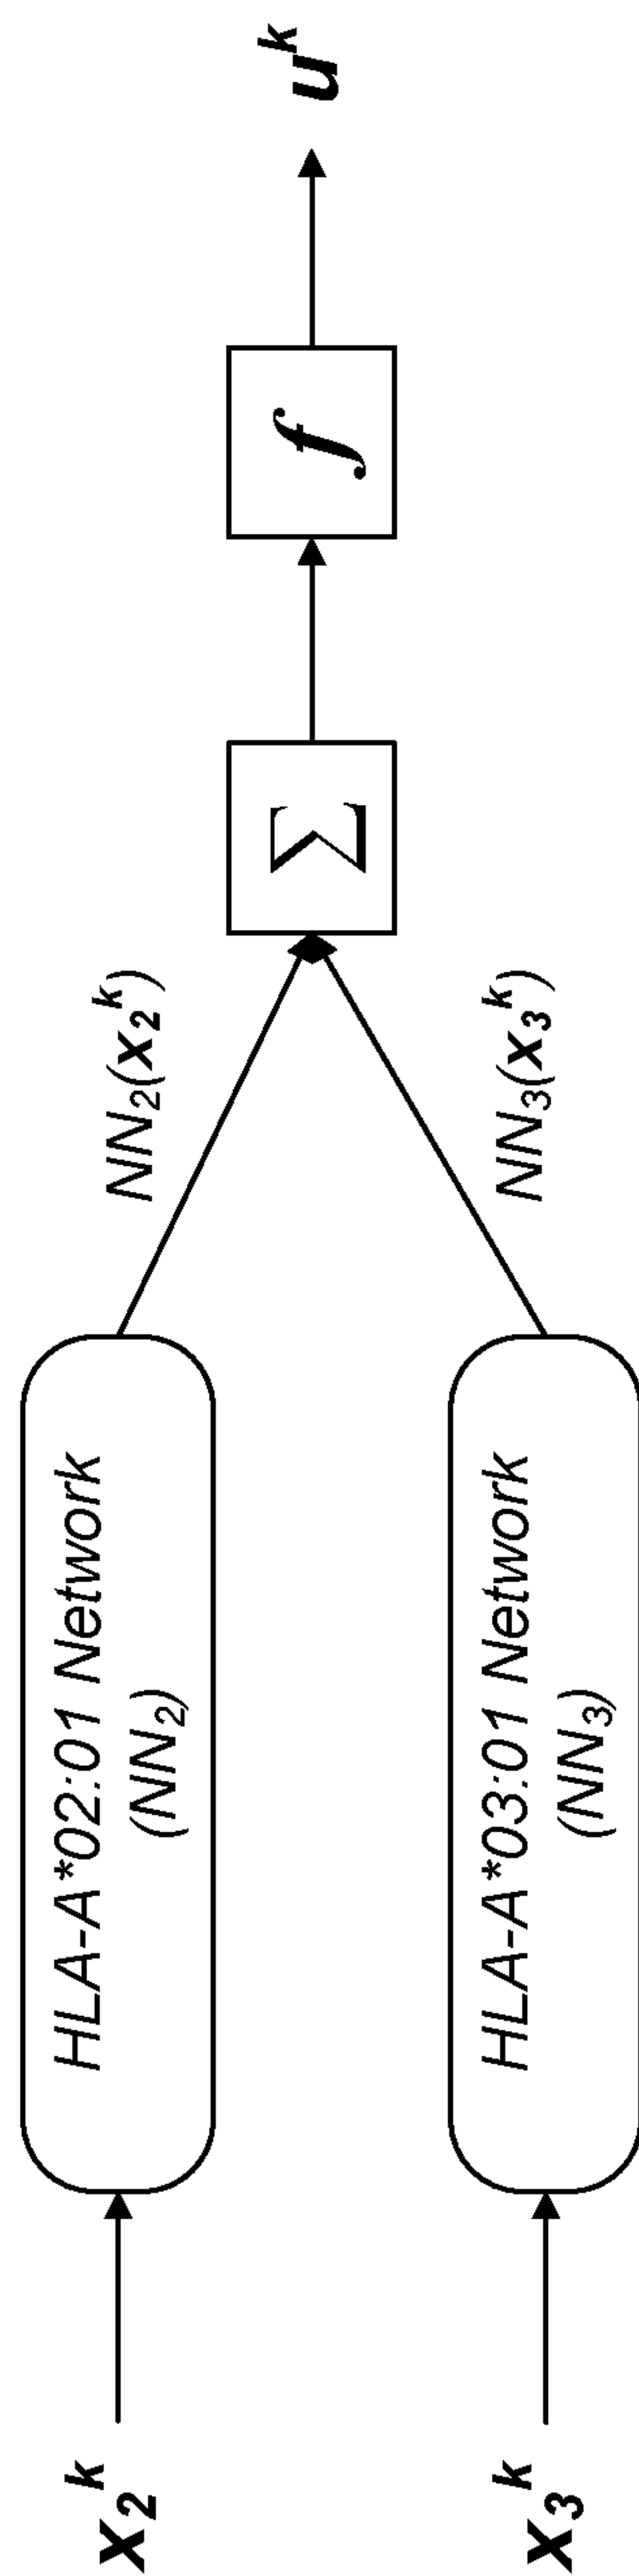 x₂ᵏ
HLA-A*02:01 Network
(NN₂)
NN₂(x₂ᵏ)
x₃ᵏ
HLA-A*03:01 Network
(NN₃)
NN₃(x₃ᵏ)
Σ
f
uᵏ